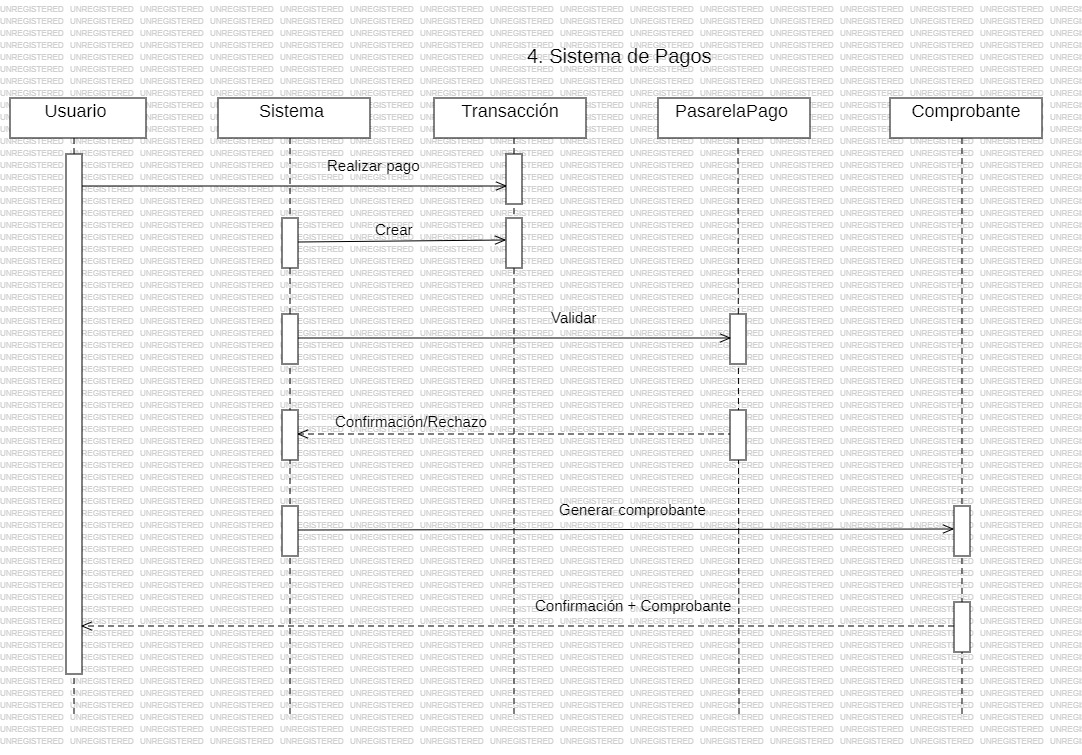 4. Sistema de Pagos
Usuario
Sistema
Transacción
PasarelaPago
Comprobante
Realizar pago
Crear
Validar
Confirmación/Rechazo
Generar comprobante
Confirmación + Comprobante
UNREGISTERED